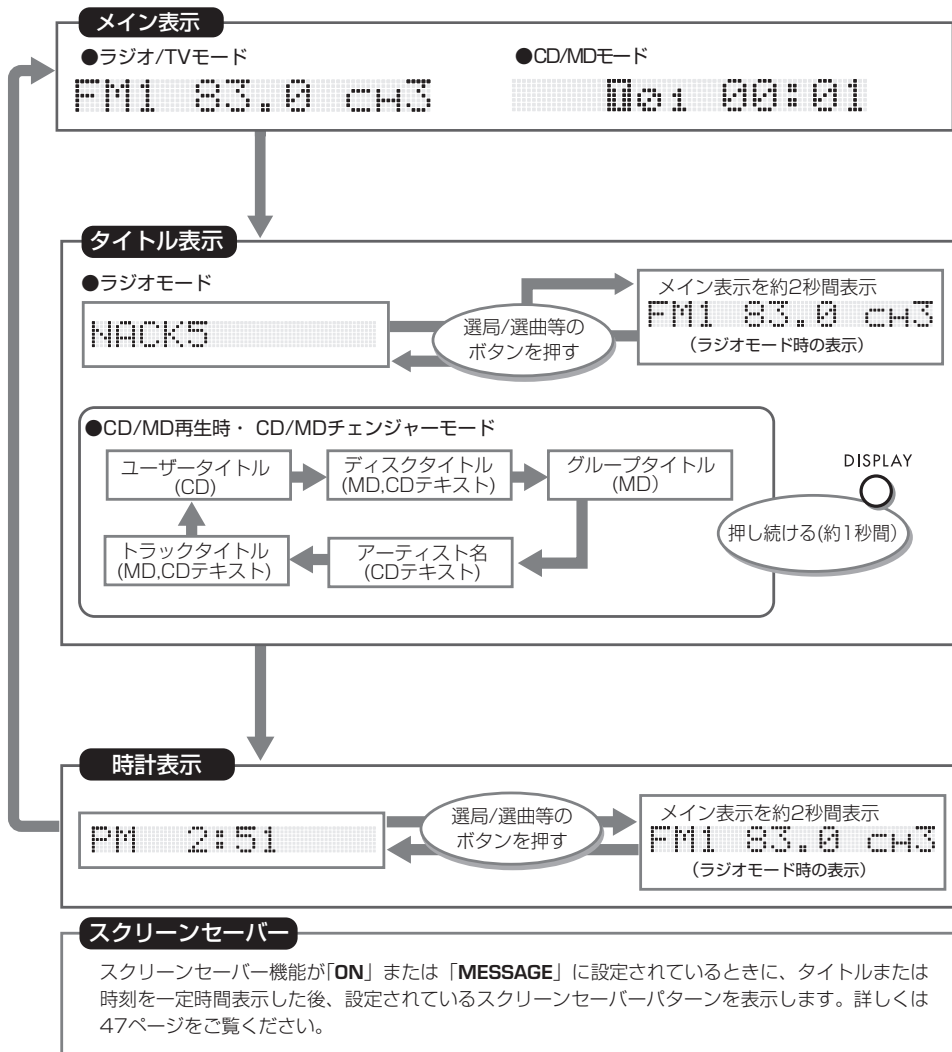 メイン表示
●ラジオ/TVモード
FM1 83.0 CH3
●CD/MDモード
T01 00:01
タイトル表示
●ラジオモード
NACK5
選局/選曲等の
ボタンを押す
メイン表示を約2秒間表示
FM1 83.0 CH3
(ラジオモード時の表示)
●CD/MD再生時・ CD/MDチェンジャーモード
ユーザータイトル
(CD)
ディスクタイトル
(MD,CDテキスト)
グループタイトル
(MD)
トラックタイトル
(MD,CDテキスト)
アーティスト名
(CDテキスト)
DISPLAY
押し続ける(約1秒間)
時計表示
PM 2:51
選局/選曲等の
ボタンを押す
メイン表示を約2秒間表示
FM1 83.0 CH3
(ラジオモード時の表示)
スクリーンセーバー
スクリーンセーバー機能が「ON」または「MESSAGE」に設定されているときに、タイトルまたは
時刻を一定時間表示した後、設定されているスクリーンセーバーパターンを表示します。詳しくは
47ページをご覧ください。